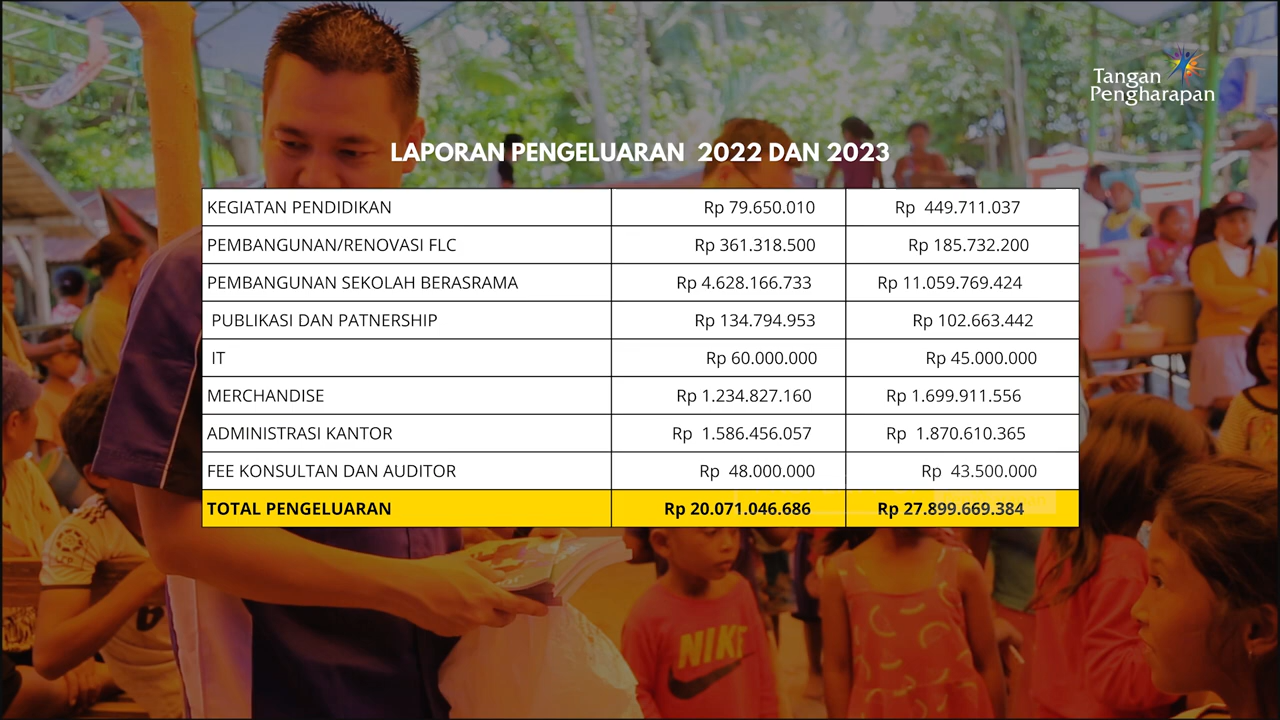 Tangan
Pengharapan
LAPORAN PENGELUARAN 2022 DAN 2023
KEGIATAN PENDIDIKAN Rp 79.650.010 Rp 449.711.037
PEMBANGUNAN/RENOVASI FLC Rp 361.318.500 Rp 185.732.200
PEMBANGUNAN SEKOLAH BERASRAMA Rp 4.628.166.733 Rp 11.059.769.424
PUBLIKASI DAN PATNERSHIP Rp 134.794.953 Rp 102.663.442
IT Rp 60.000.000 Rp 45.000.000
MERCHANDISE Rp 1.234.827.160 Rp 1.699.911.556
ADMINISTRASI KANTOR Rp 1.586.456.057 Rp 1.870.610.365
FEE KONSULTAN DAN AUDITOR Rp 48.000.000 Rp 43.500.000
TOTAL PENGELUARAN Rp 20.071.046.686 Rp 27.899.669.384
NIKE